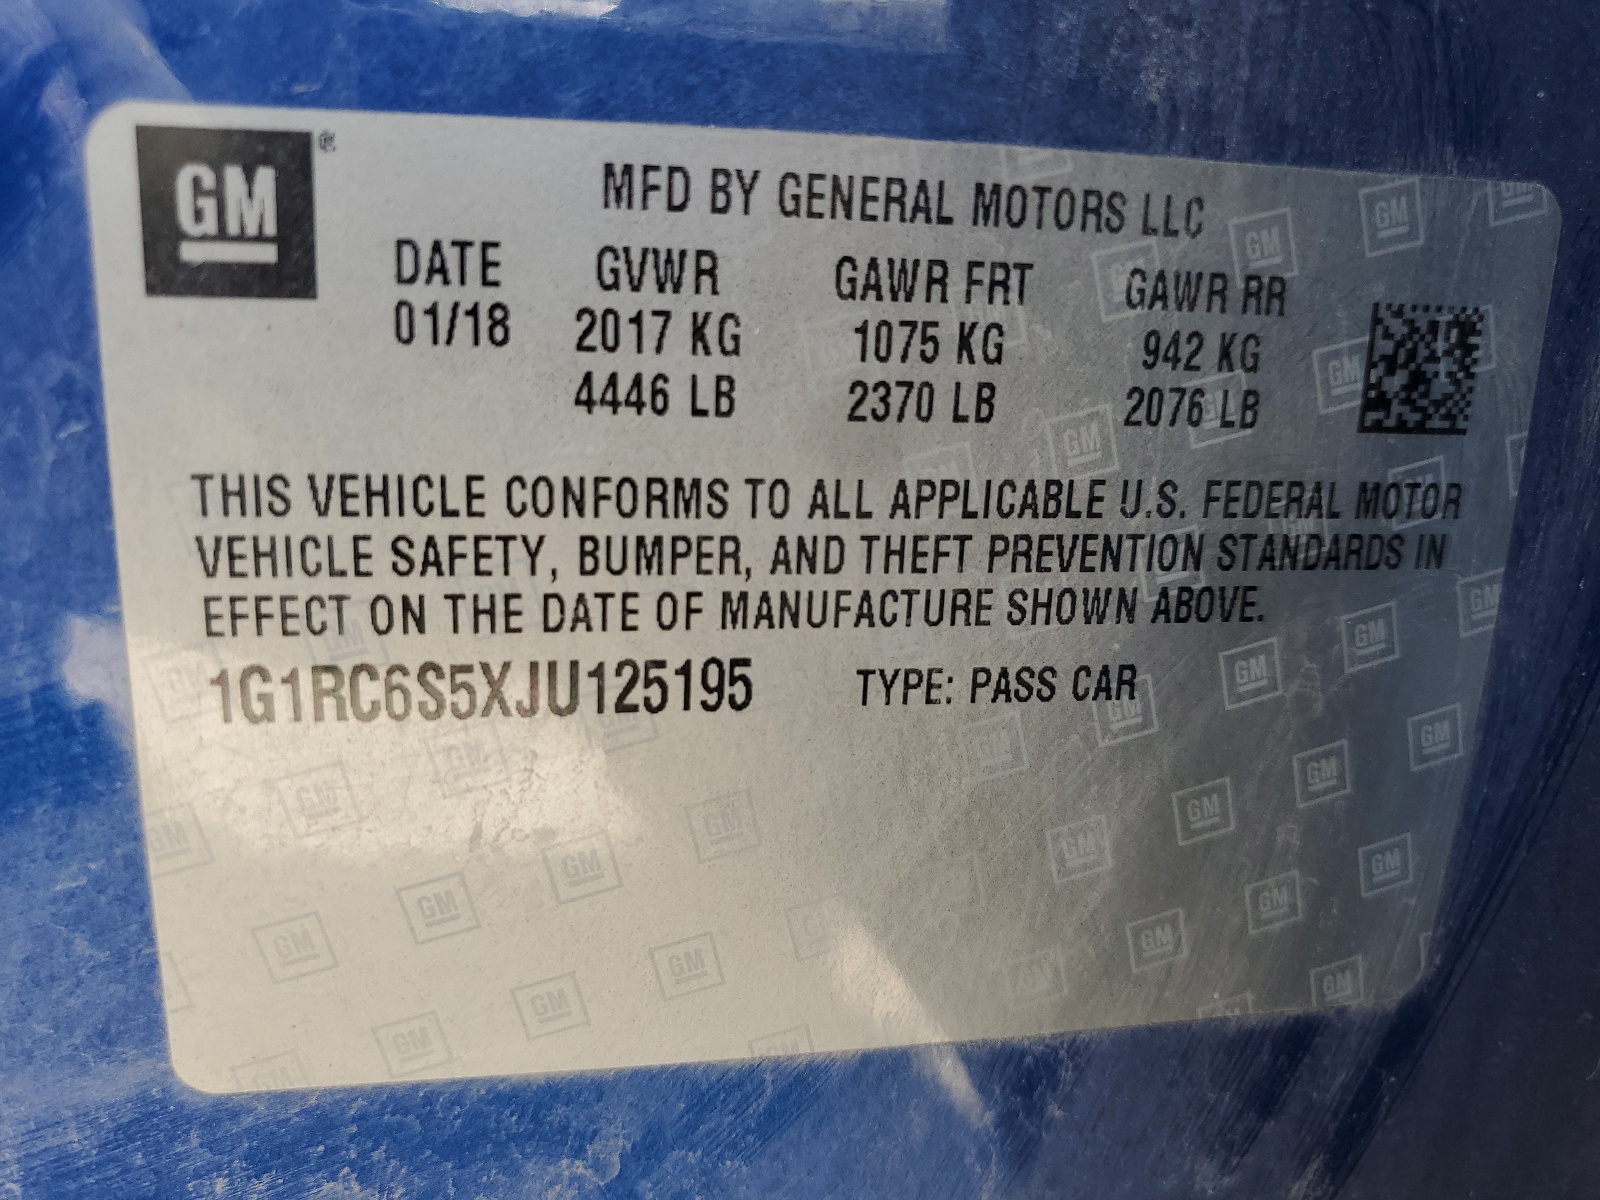 GM
MFD BY GENERAL MOTORS LLC
DATE GVWR GAWR FRT GAWR RR
01/18 2017 KG 1075 KG 942 KG
4446 LB 2370 LB 2076 LB
THIS VEHICLE CONFORMS TO ALL APPLICABLE U.S. FEDERAL MOTOR
VEHICLE SAFETY, BUMPER, AND THEFT PREVENTION STANDARDS IN
EFFECT ON THE DATE OF MANUFACTURE SHOWN ABOVE.
1G1RC6S5XJU125195 TYPE: PASS CAR